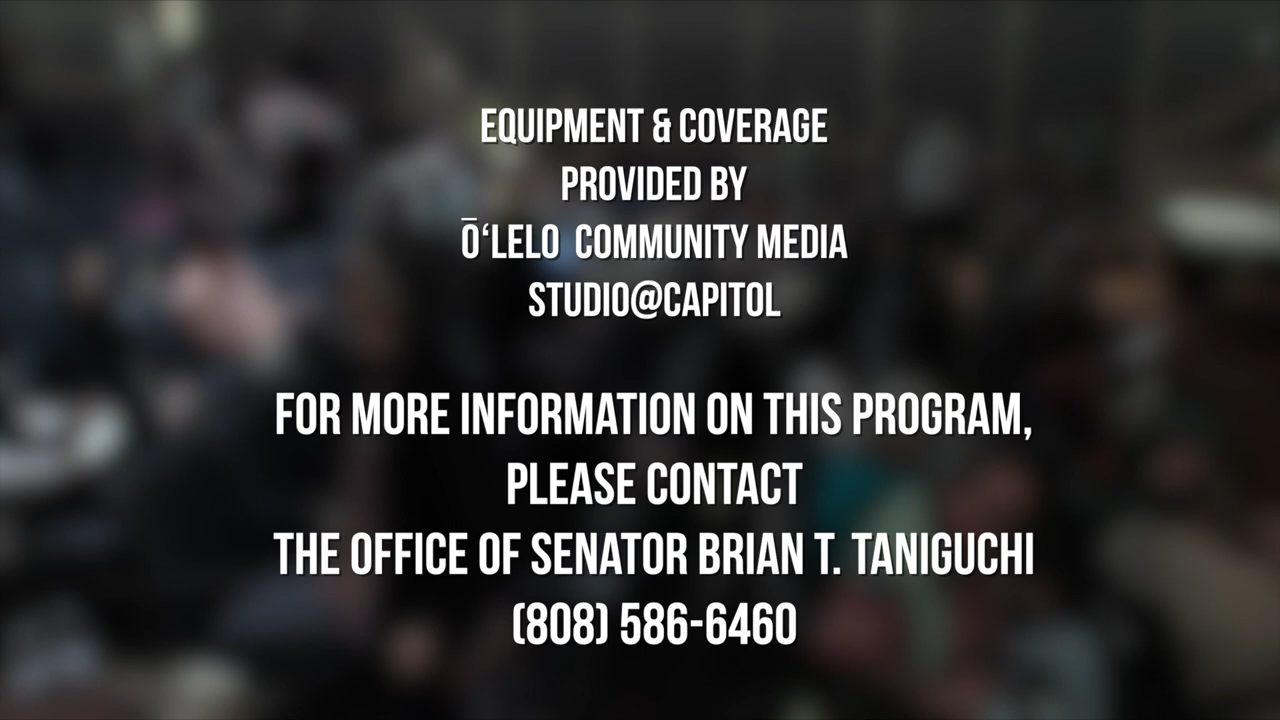 EQUIPMENT & COVERAGE
PROVIDED BY
ŌʻLELO COMMUNITY MEDIA
STUDIO@CAPITOL
FOR MORE INFORMATION ON THIS PROGRAM,
PLEASE CONTACT
THE OFFICE OF SENATOR BRIAN T. TANIGUCHI
(808) 586-6460